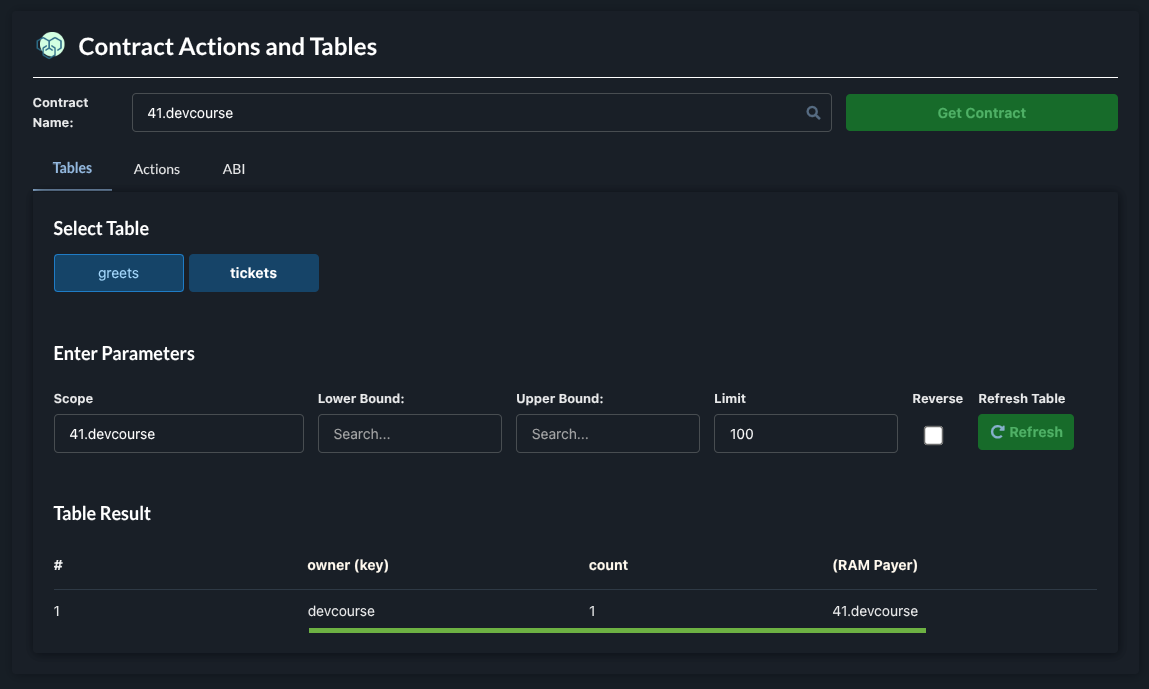 Contract Actions and Tables
Contract
Name:
41.devcourse
Get Contract
Tables Actions ABI
Select Table
greets tickets
Enter Parameters
Scope Lower Bound: Upper Bound: Limit Reverse Refresh Table
41.devcourse Search... Search... 100 Refresh
Table Result
# owner (key) count (RAM Payer)
1 devcourse 1 41.devcourse